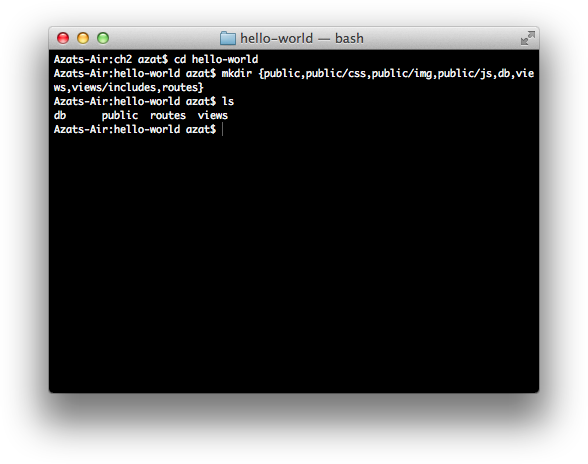 hello-world — bash
Azats-Air:ch2 azat$ cd hello-world
Azats-Air:hello-world azat$ mkdir {public,public/css,public/img,public/js,db,vie
ws,views/includes,routes}
Azats-Air:hello-world azat$ ls
db      public  routes  views
Azats-Air:hello-world azat$